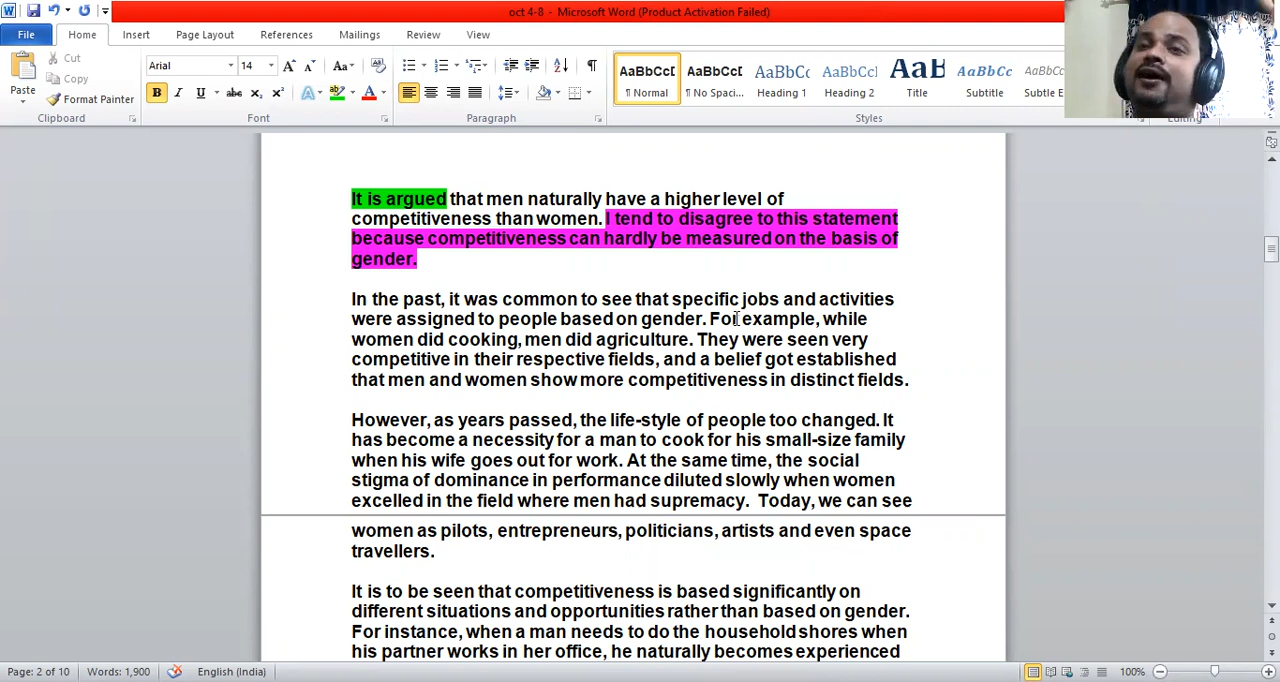 oct 4-8 - Microsoft Word (Product Activation Failed)
File Home Insert Page Layout References Mailings Review View
Paste
Cut
Copy
Format Painter
Clipboard
Arial 14
Aa
B I U abc X₂ X²
Font
Paragraph
AaBbCcD AaBbCcD AaBbCc AaBbCc AaB AaBbCc AaBbCc
¶ Normal ¶ No Spaci... Heading 1 Heading 2 Title Subtitle Subtle E
Styles
Editing
It is argued that men naturally have a higher level of
competitiveness than women. I tend to disagree to this statement
because competitiveness can hardly be measured on the basis of
gender.
In the past, it was common to see that specific jobs and activities
were assigned to people based on gender. For example, while
women did cooking, men did agriculture. They were seen very
competitive in their respective fields, and a belief got established
that men and women show more competitiveness in distinct fields.
However, as years passed, the life-style of people too changed. It
has become a necessity for a man to cook for his small-size family
when his wife goes out for work. At the same time, the social
stigma of dominance in performance diluted slowly when women
excelled in the field where men had supremacy. Today, we can see
women as pilots, entrepreneurs, politicians, artists and even space
travellers.
It is to be seen that competitiveness is based significantly on
different situations and opportunities rather than based on gender.
For instance, when a man needs to do the household shores when
his partner works in her office, he naturally becomes experienced
Page: 2 of 10 Words: 1,900 English (India) 100%